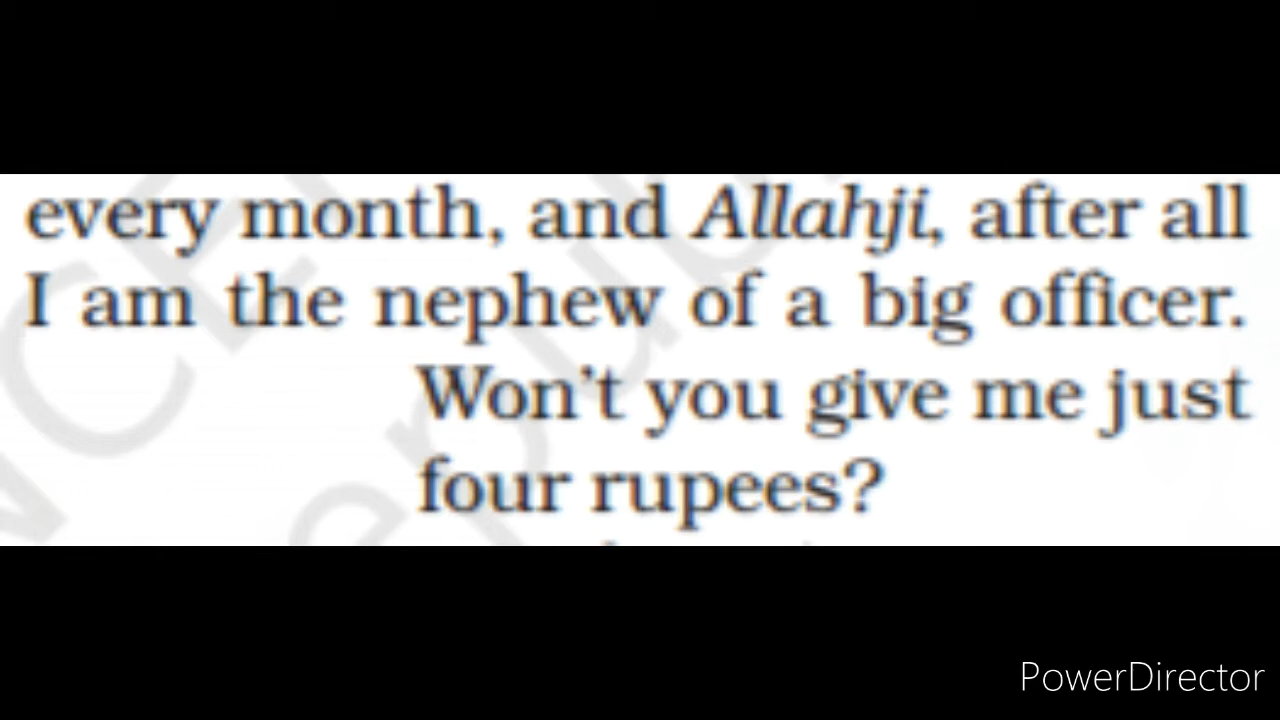 every month, and Allahji, after all
I am the nephew of a big officer.
Won't you give me just
four rupees?
PowerDirector